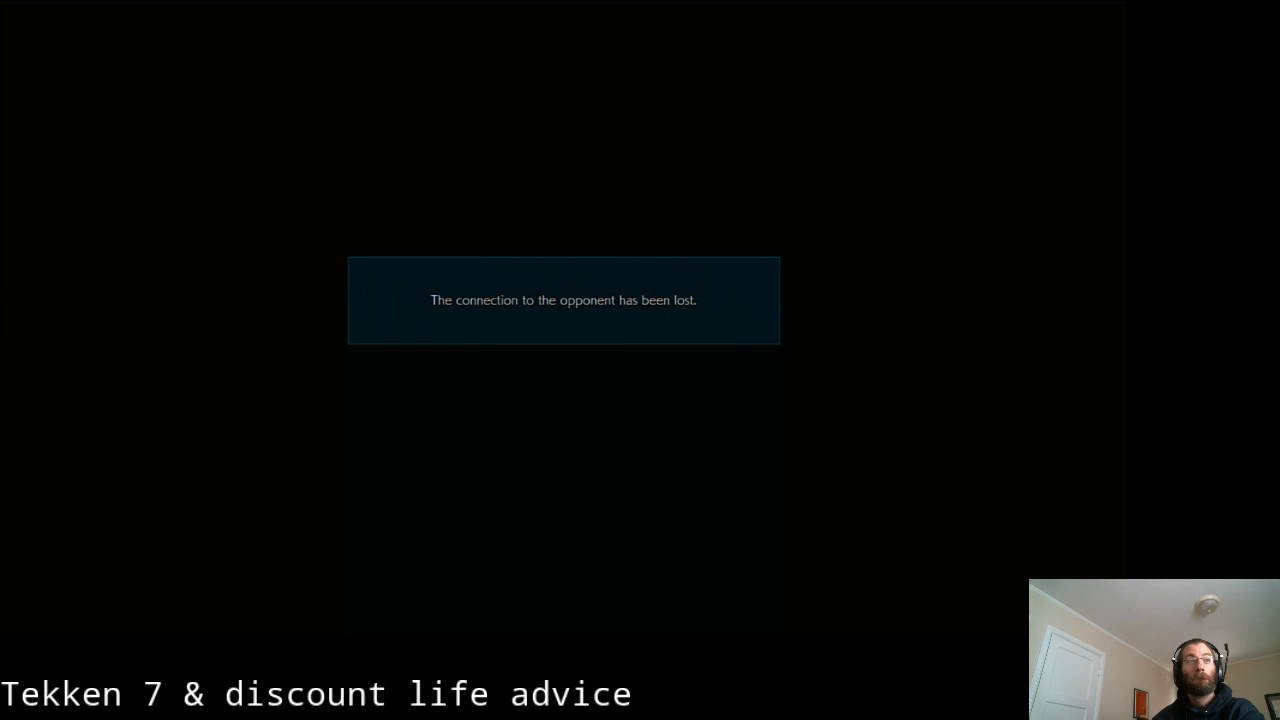 The connection to the opponent has been lost.
Tekken 7 & discount life advice